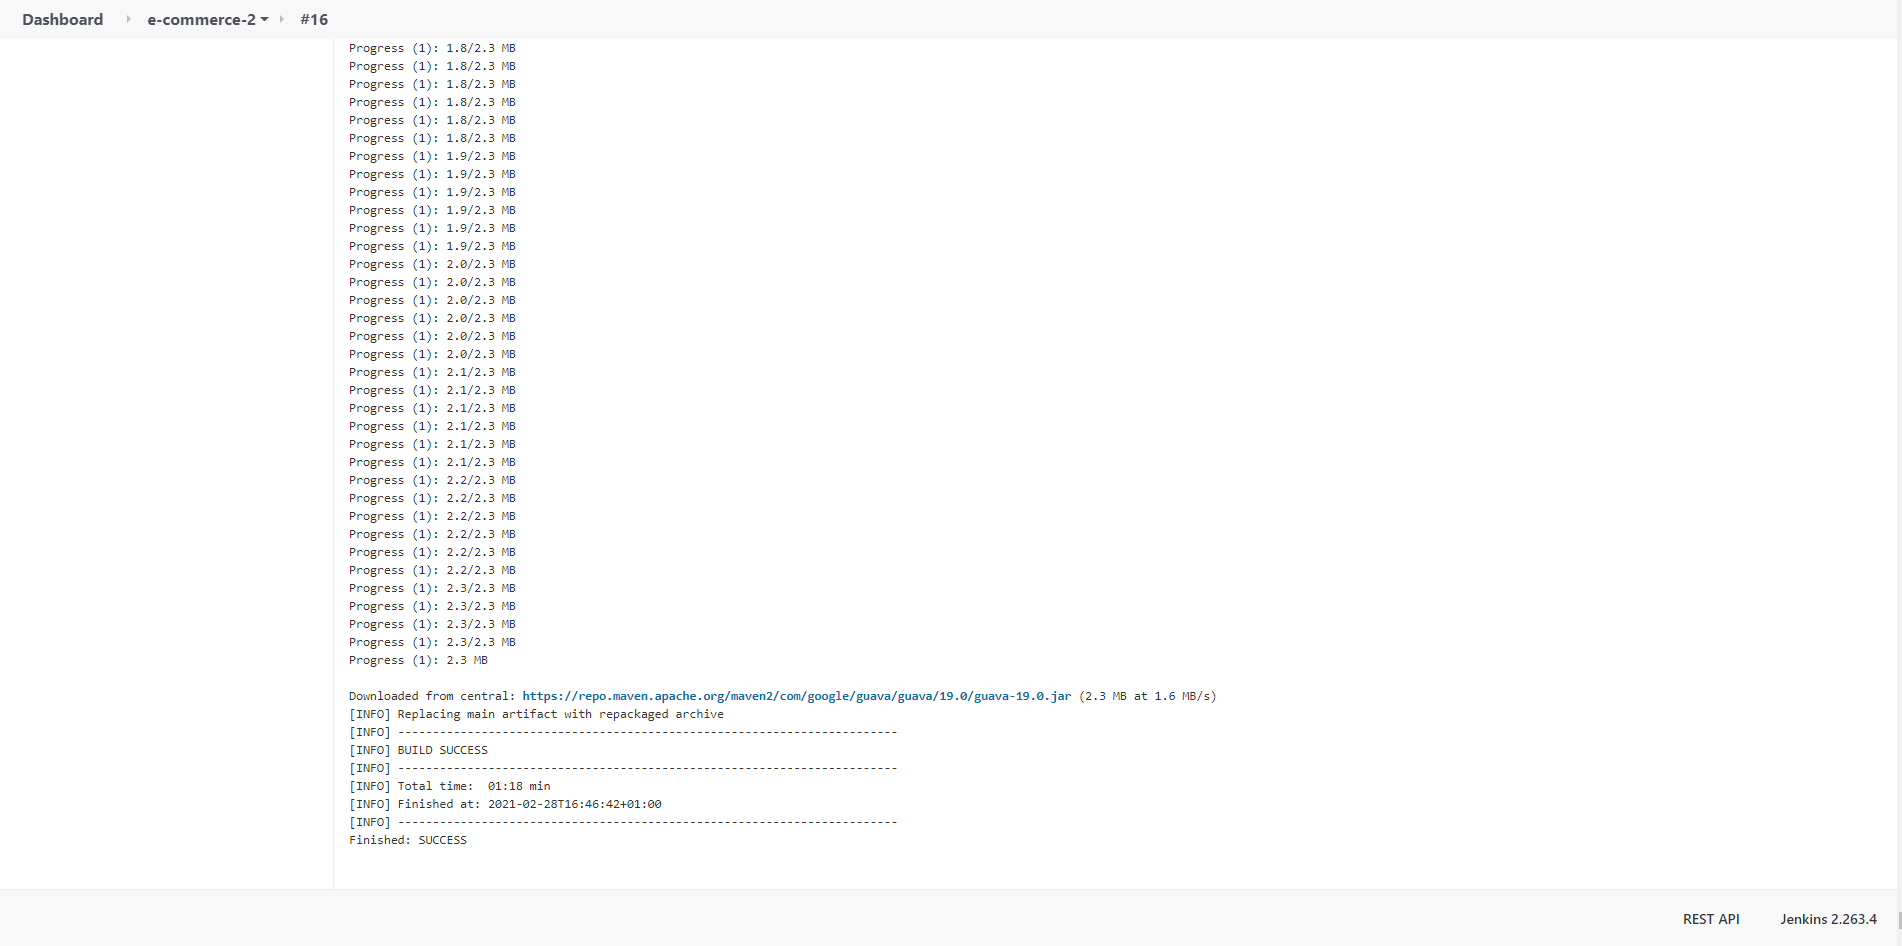 Dashboard e-commerce-2 #16
Progress (1): 1.8/2.3 MB
Progress (1): 1.8/2.3 MB
Progress (1): 1.8/2.3 MB
Progress (1): 1.8/2.3 MB
Progress (1): 1.8/2.3 MB
Progress (1): 1.8/2.3 MB
Progress (1): 1.9/2.3 MB
Progress (1): 1.9/2.3 MB
Progress (1): 1.9/2.3 MB
Progress (1): 1.9/2.3 MB
Progress (1): 1.9/2.3 MB
Progress (1): 1.9/2.3 MB
Progress (1): 2.0/2.3 MB
Progress (1): 2.0/2.3 MB
Progress (1): 2.0/2.3 MB
Progress (1): 2.0/2.3 MB
Progress (1): 2.0/2.3 MB
Progress (1): 2.0/2.3 MB
Progress (1): 2.1/2.3 MB
Progress (1): 2.1/2.3 MB
Progress (1): 2.1/2.3 MB
Progress (1): 2.1/2.3 MB
Progress (1): 2.1/2.3 MB
Progress (1): 2.1/2.3 MB
Progress (1): 2.2/2.3 MB
Progress (1): 2.2/2.3 MB
Progress (1): 2.2/2.3 MB
Progress (1): 2.2/2.3 MB
Progress (1): 2.2/2.3 MB
Progress (1): 2.2/2.3 MB
Progress (1): 2.3/2.3 MB
Progress (1): 2.3/2.3 MB
Progress (1): 2.3/2.3 MB
Progress (1): 2.3/2.3 MB
Progress (1): 2.3 MB
Downloaded from central: https://repo.maven.apache.org/maven2/com/google/guava/guava/19.0/guava-19.0.jar (2.3 MB at 1.6 MB/s)
[INFO] Replacing main artifact with repackaged archive
[INFO] ------------------------------------------------------------------------
[INFO] BUILD SUCCESS
[INFO] ------------------------------------------------------------------------
[INFO] Total time:  01:18 min
[INFO] Finished at: 2021-02-28T16:46:42+01:00
[INFO] ------------------------------------------------------------------------
Finished: SUCCESS
REST API Jenkins 2.263.4